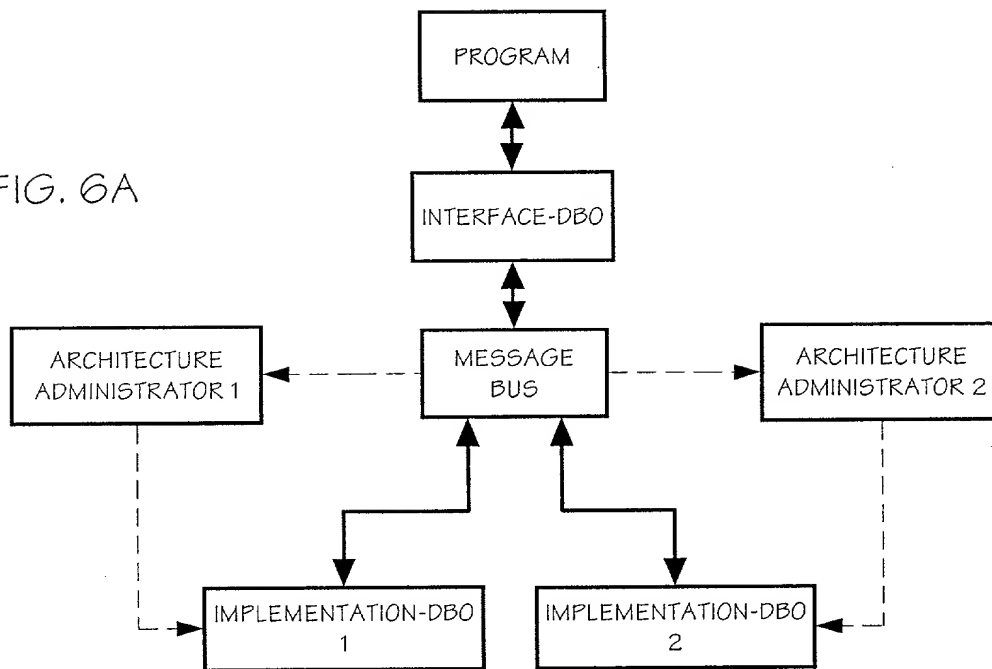 PROGRAM
FIG. 6A
INTERFACE-DBO
ARCHITECTURE
ADMINISTRATOR 1
MESSAGE
BUS
ARCHITECTURE
ADMINISTRATOR 2
IMPLEMENTATION-DBO
1
IMPLEMENTATION-DBO
2